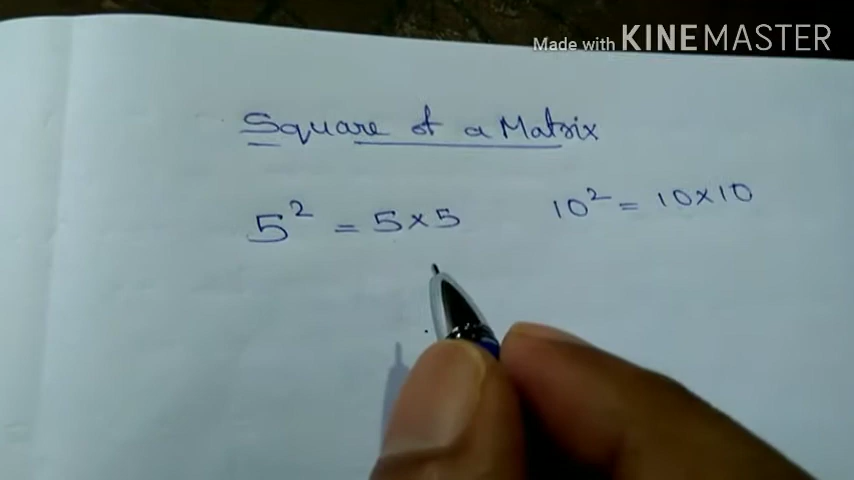 Made with KINEMASTER
Square of a Matrix
5² = 5×5 10² = 10×10